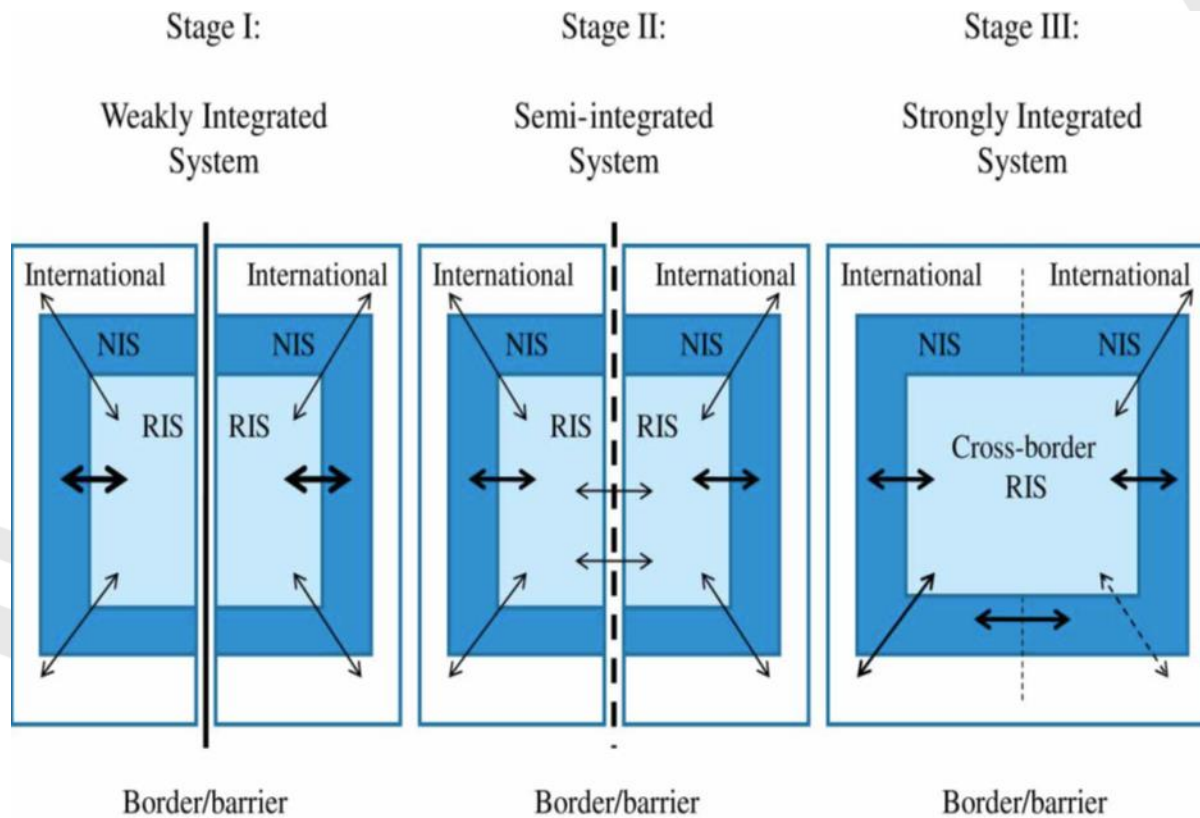 Stage I:
Weakly Integrated
System
Stage II:
Semi-integrated
System
Stage III:
Strongly Integrated
System
International
International
NIS
NIS
RIS
RIS
International
International
NIS
NIS
RIS
RIS
International
International
NIS
NIS
Cross-border
RIS
Border/barrier
Border/barrier
Border/barrier